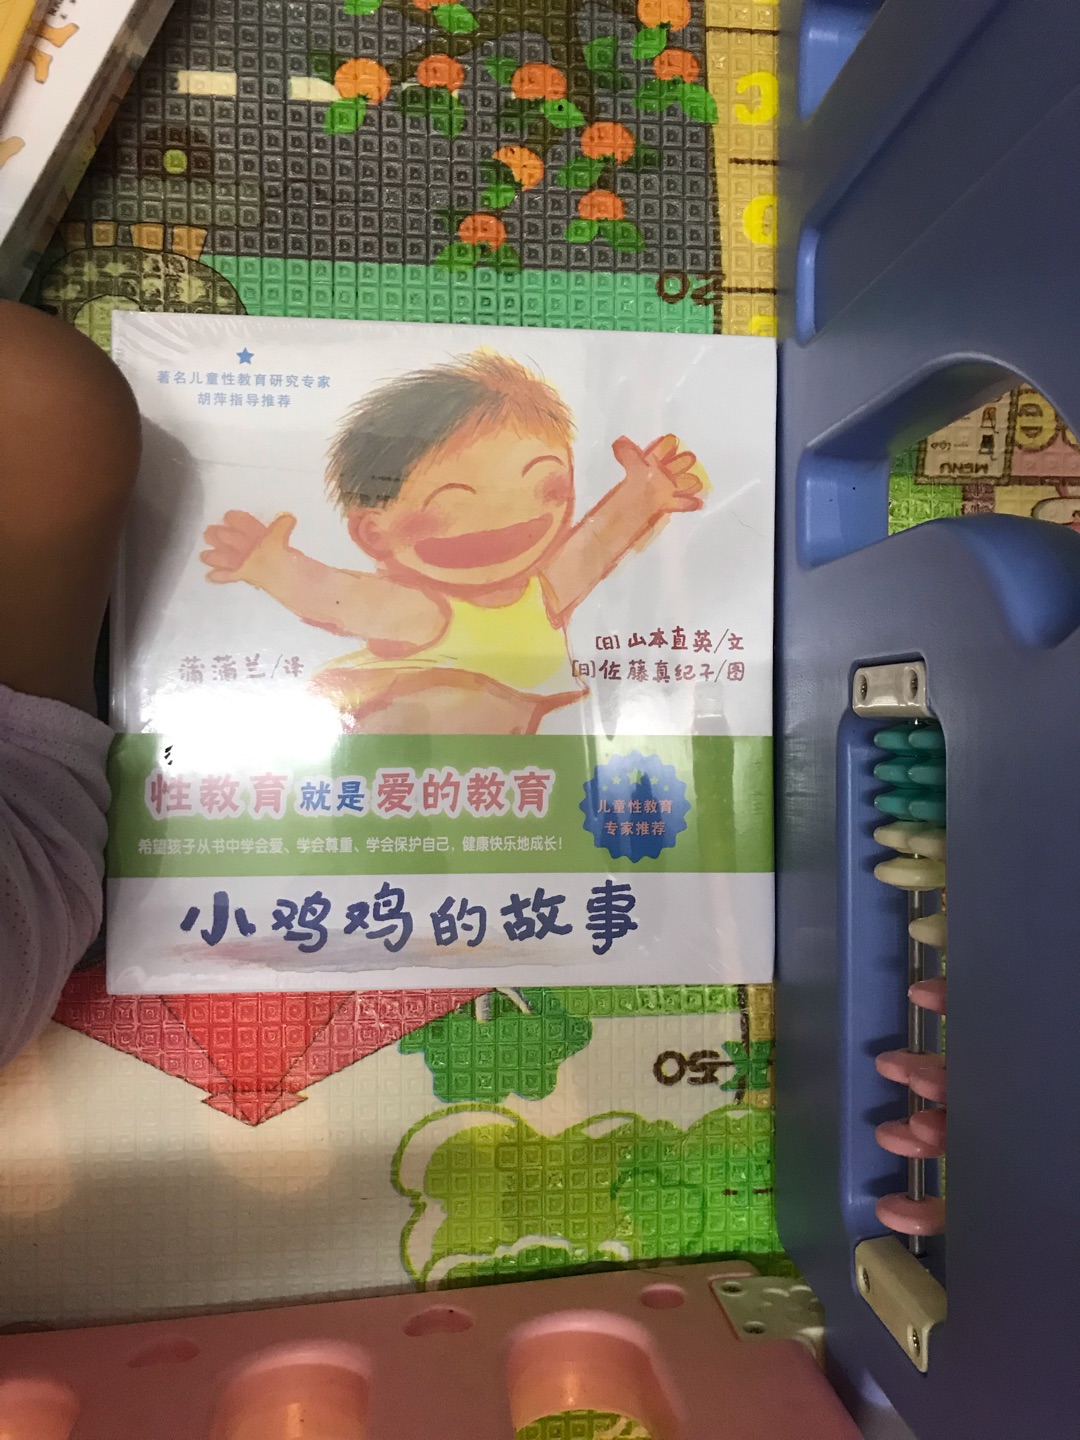 著名儿童性教育研究专家
胡萍指导推荐
[日]山本直英/文
蒲蒲兰/译
[日]佐藤真纪子/图
性教育就是爱的教育
希望孩子从书中学会爱、学会尊重、学会保护自己，健康快乐地成长！
儿童性教育
专家推荐
小鸡鸡的故事
20
50
MENU